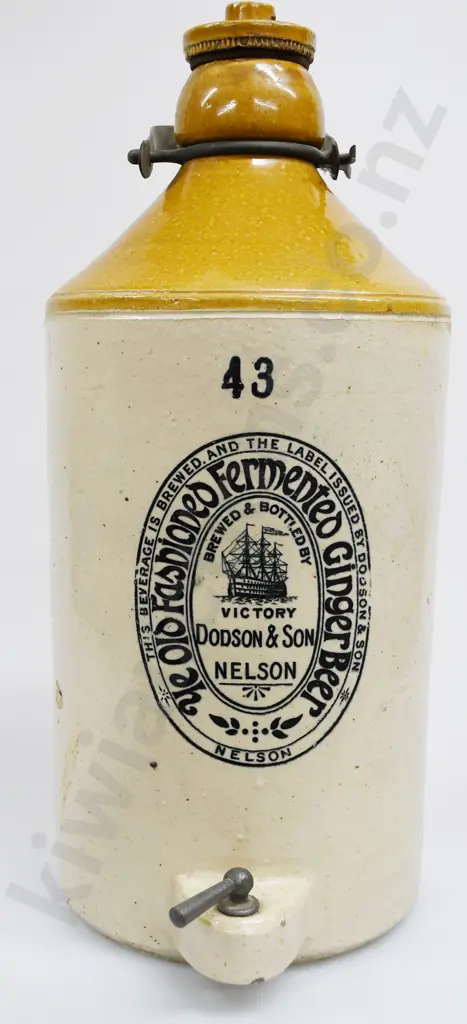 43
THIS BEVERAGE IS BREWED, AND THE LABEL ISSUED BY DODSON & SON
Ye Old Fashioned Fermented Ginger Beer
BREWED & BOTTLED BY
VICTORY
DODSON & SON
NELSON
NELSON